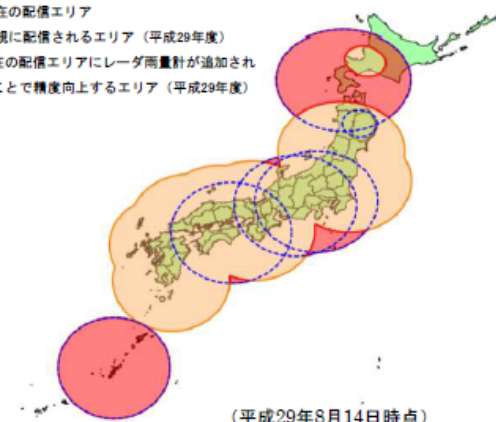 在の配信エリア
規に配信されるエリア（平成29年度）
在の配信エリアにレーダ雨量計が追加され
ことで精度向上するエリア（平成29年度）
（平成29年8月14日時点）